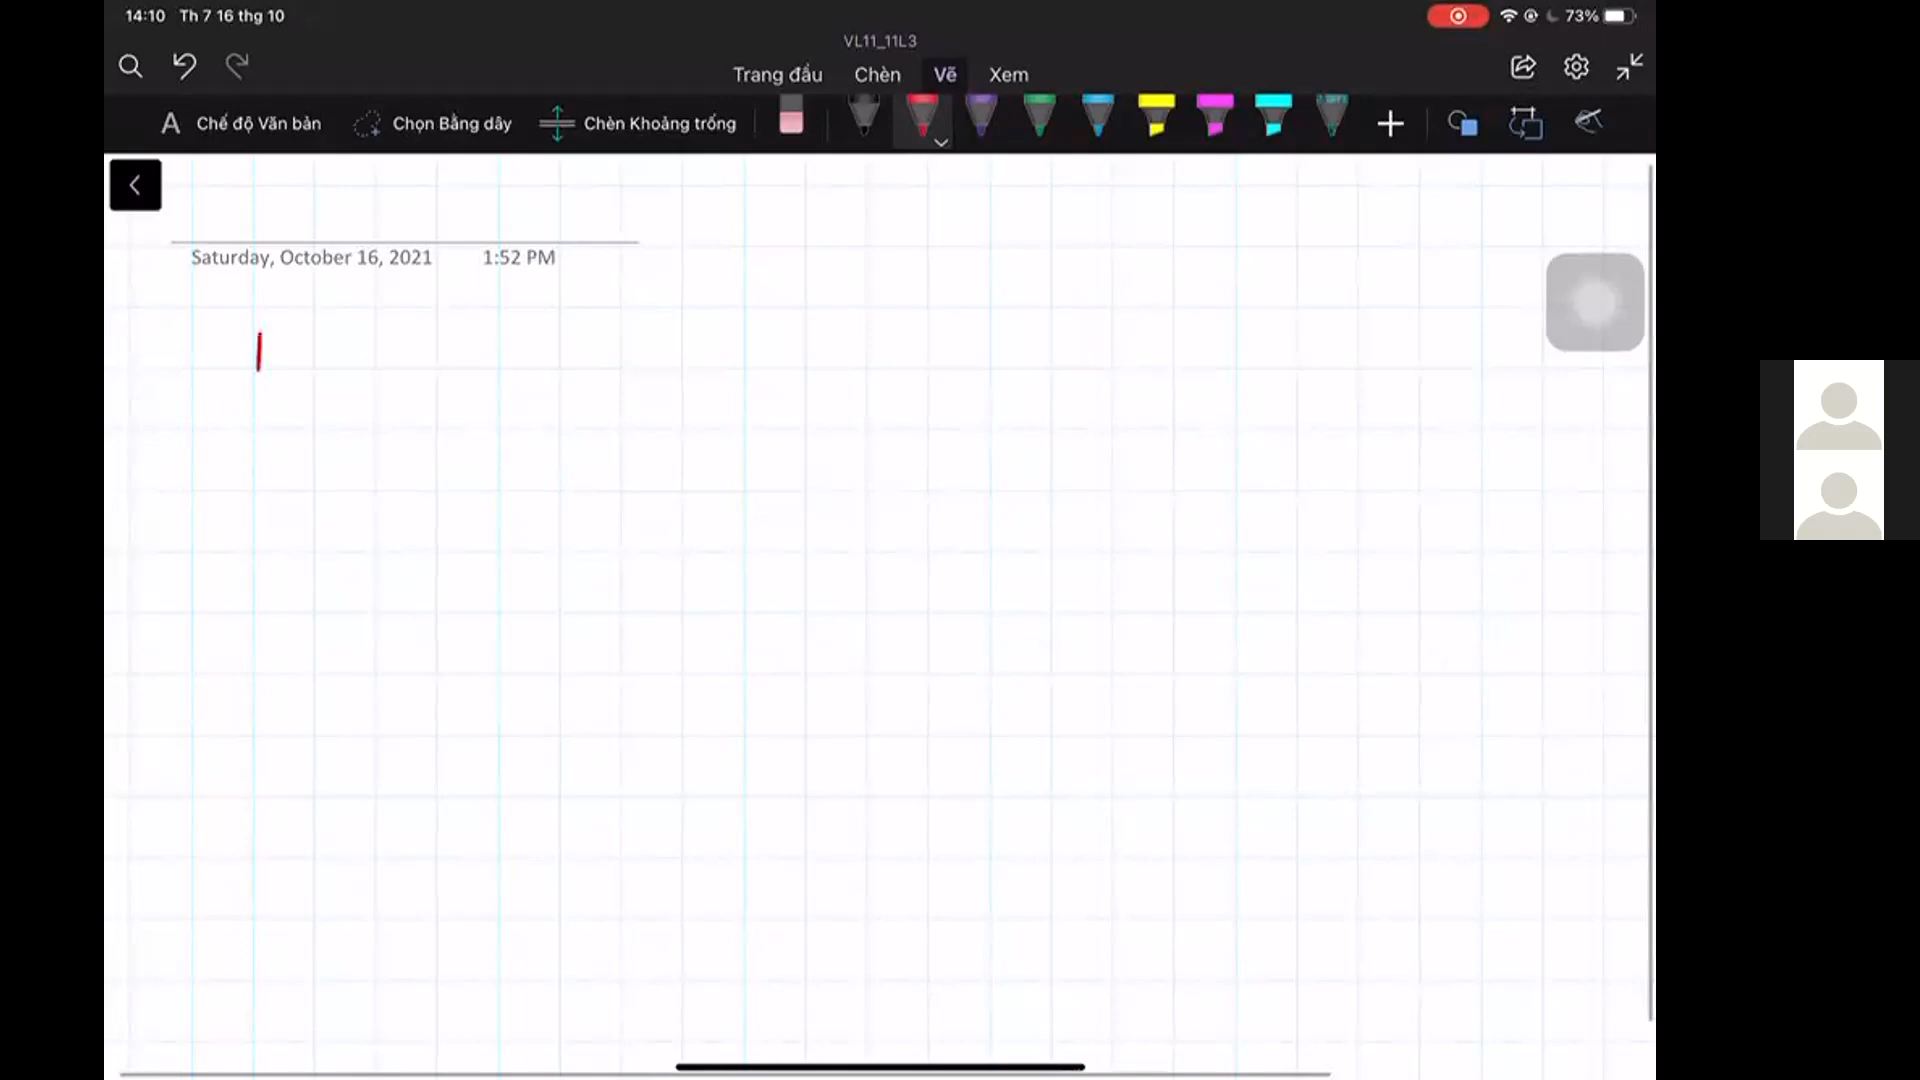 14:10 Th 7 16 thg 10 73%
VL11_11L3
Trang đầu Chèn Vẽ Xem
Chế độ Văn bản Chọn Bằng dây Chèn Khoảng trống
Saturday, October 16, 2021 1:52 PM